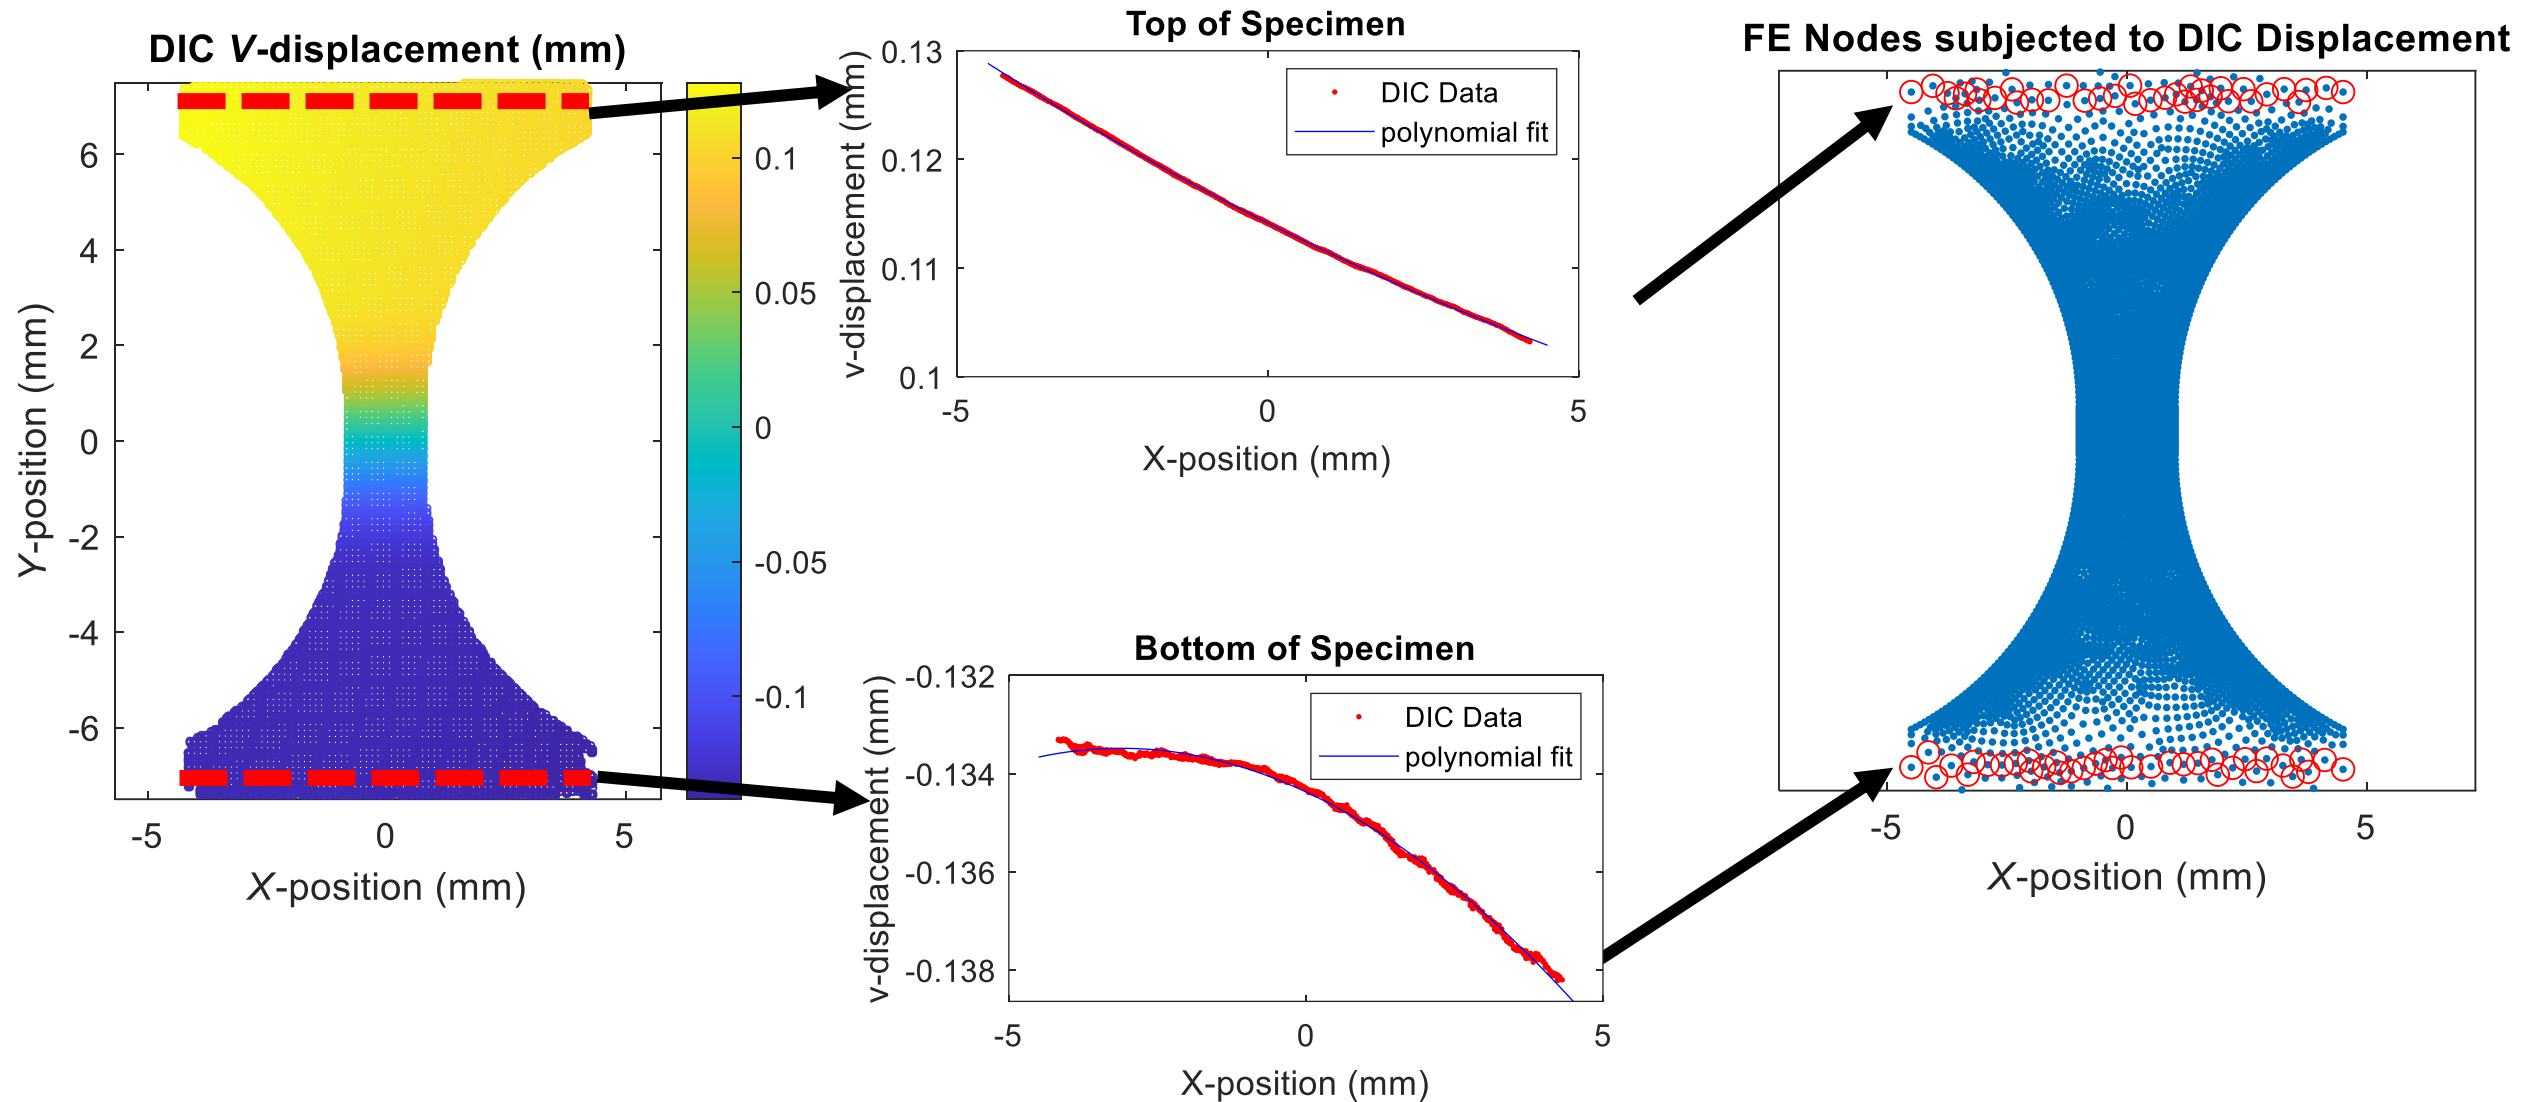 DIC V-displacement (mm)
Y-position (mm)
6
4
2
0
-2
-4
-6
-5
0
5
X-position (mm)
0.1
0.05
0
-0.05
-0.1
Top of Specimen
v-displacement (mm)
0.13
0.12
0.11
0.1
-5
0
5
X-position (mm)
DIC Data
polynomial fit
Bottom of Specimen
v-displacement (mm)
-0.132
-0.134
-0.136
-0.138
-5
0
5
X-position (mm)
DIC Data
polynomial fit
FE Nodes subjected to DIC Displacement
-5
0
5
X-position (mm)